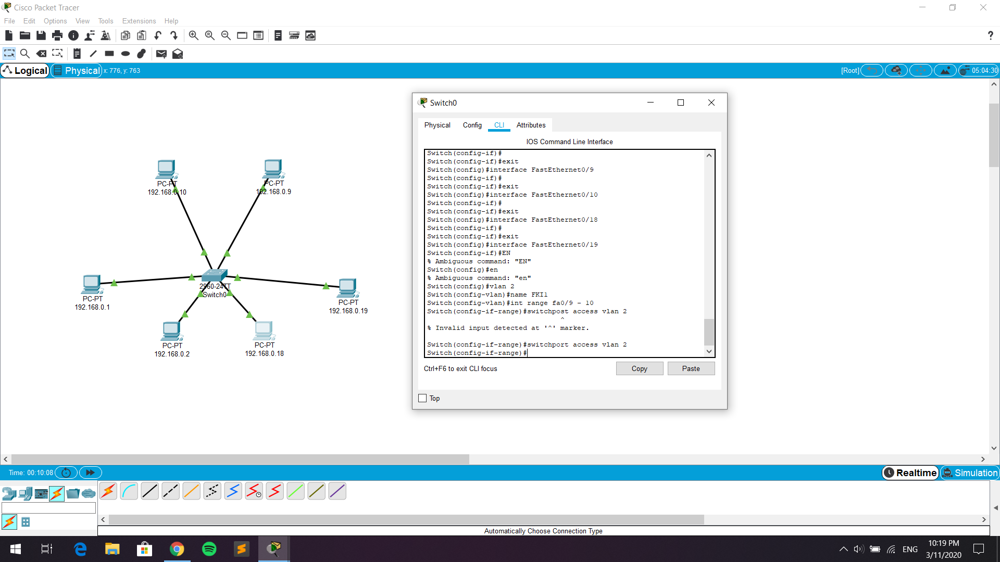 Cisco Packet Tracer
File Edit Options View Tools Extensions Help
?
Logical Physical x: 776, y: 763
[Root] 05:04:30
PC-PT
192.168.0.10
PC-PT
192.168.0.9
PC-PT
192.168.0.1
2960-24TT
Switch0
PC-PT
192.168.0.19
PC-PT
192.168.0.2
PC-PT
192.168.0.18
Switch0
Physical Config CLI Attributes
IOS Command Line Interface
Switch(config-if)#
Switch(config-if)#exit
Switch(config)#interface FastEthernet0/9
Switch(config-if)#
Switch(config-if)#exit
Switch(config)#interface FastEthernet0/10
Switch(config-if)#
Switch(config-if)#exit
Switch(config)#interface FastEthernet0/18
Switch(config-if)#
Switch(config-if)#exit
Switch(config)#interface FastEthernet0/19
Switch(config-if)#EN
% Ambiguous command: "EN"
Switch(config)#en
% Ambiguous command: "en"
Switch(config)#vlan 2
Switch(config-vlan)#name FKI1
Switch(config-vlan)#int range fa0/9 - 10
Switch(config-if-range)#switchpost access vlan 2
^
% Invalid input detected at '^' marker.
Switch(config-if-range)#switchport access vlan 2
Switch(config-if-range)#
Ctrl+F6 to exit CLI focus
Copy Paste
Top
Time: 00:10:08
Realtime Simulation
Automatically Choose Connection Type
ENG
10:19 PM
3/11/2020